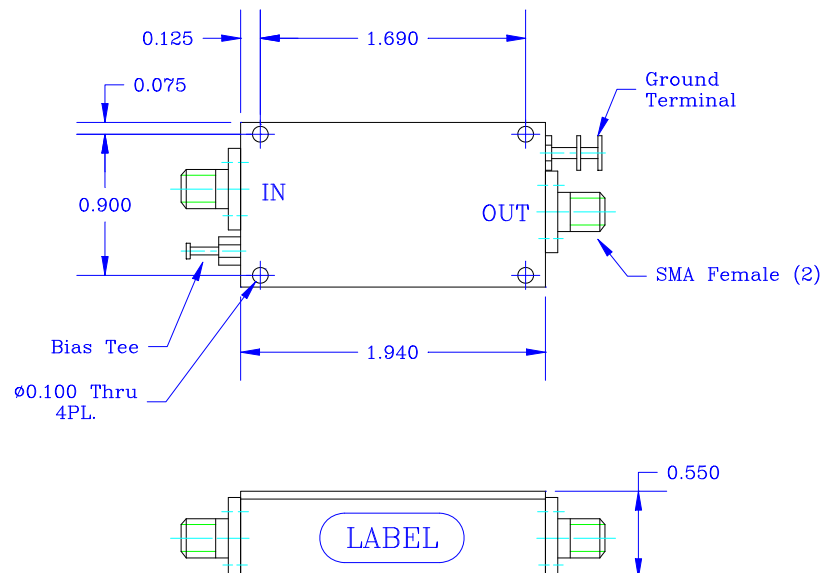 0.125
1.690
0.075
Ground
Terminal
0.900
IN
OUT
SMA Female (2)
Bias Tee
1.940
ø0.100 Thru
4PL.
0.550
LABEL